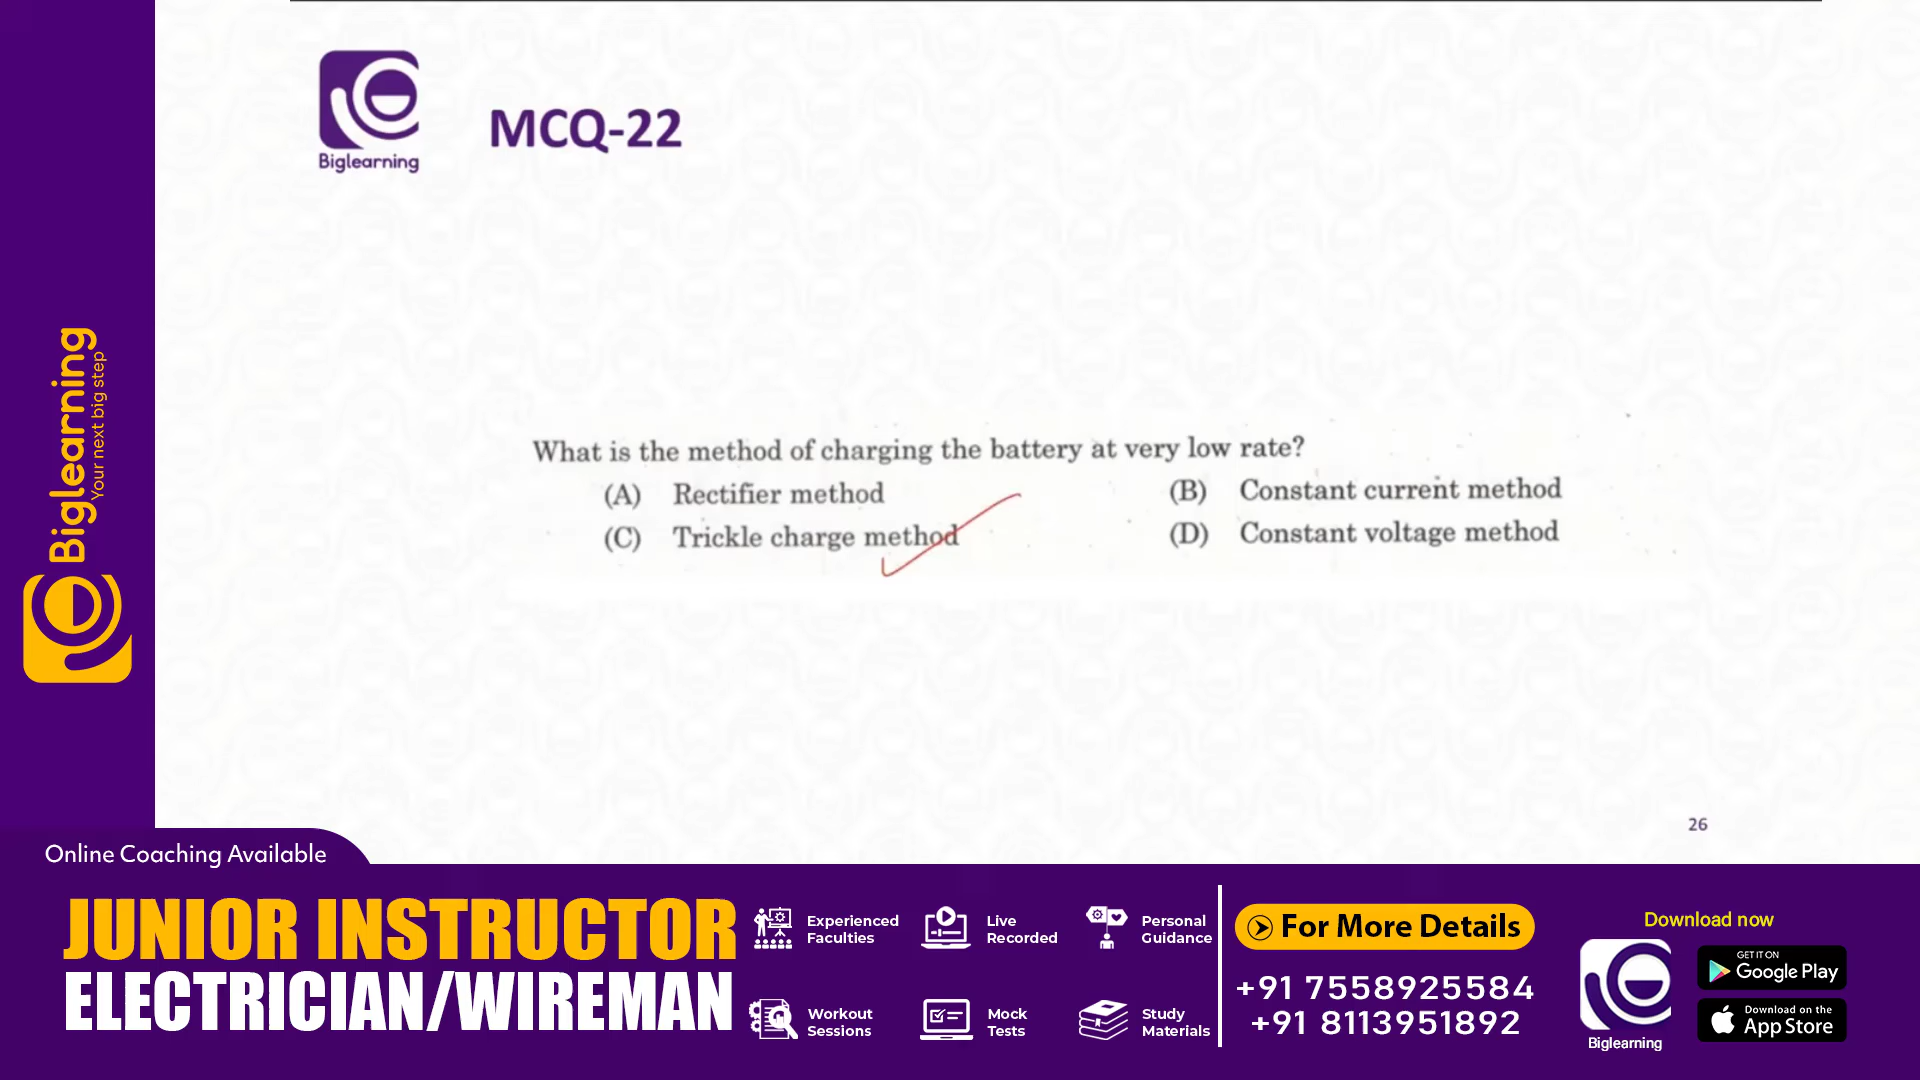 Biglearning
MCQ-22
Biglearning
Your next big step
What is the method of charging the battery at very low rate?
(A) Rectifier method
(B) Constant current method
(C) Trickle charge method
(D) Constant voltage method
26
Online Coaching Available
JUNIOR INSTRUCTOR
ELECTRICIAN/WIREMAN
Experienced
Faculties
Live
Recorded
Personal
Guidance
Workout
Sessions
Mock
Tests
Study
Materials
For More Details
+91 7558925584
+91 8113951892
Download now
Biglearning
GET IT ON
Google Play
Download on the
App Store